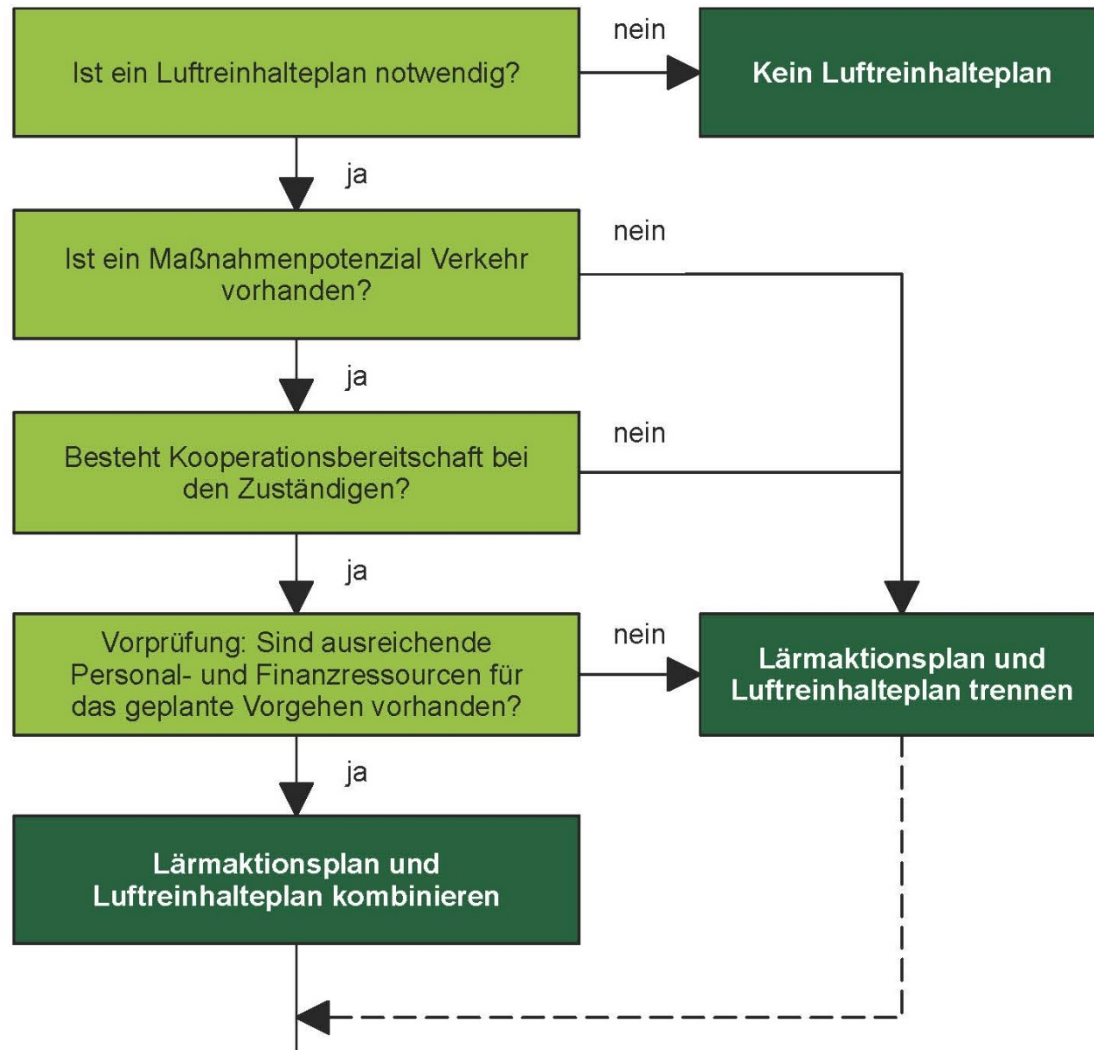 Ist ein Luftreinhalteplan notwendig?
nein
Kein Luftreinhalteplan
ja
Ist ein Maßnahmenpotenzial Verkehr
vorhanden?
nein
ja
Besteht Kooperationsbereitschaft bei
den Zuständigen?
nein
ja
Vorprüfung: Sind ausreichende
Personal- und Finanzressourcen für
das geplante Vorgehen vorhanden?
nein
Lärmaktionsplan und
Luftreinhalteplan trennen
ja
Lärmaktionsplan und
Luftreinhalteplan kombinieren